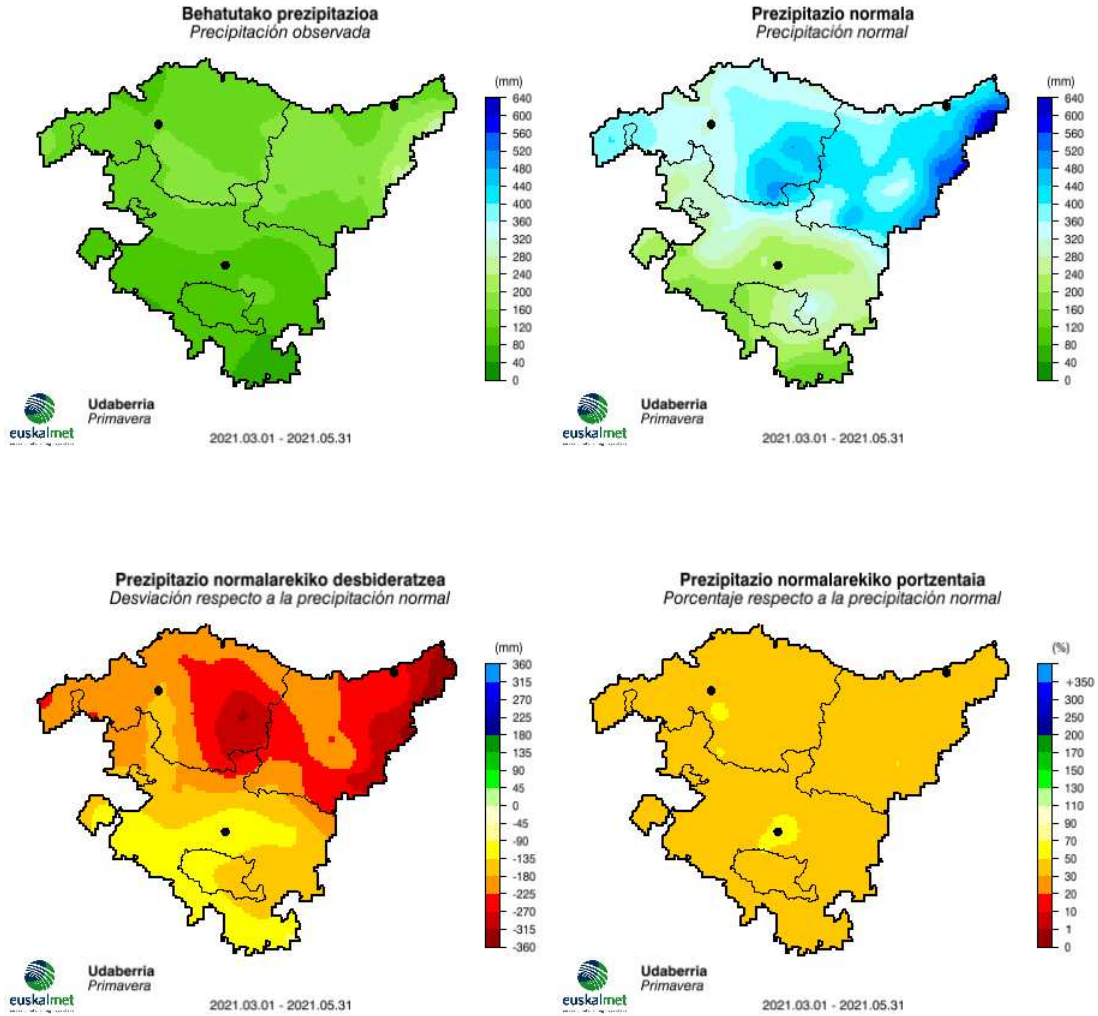 Behatutako prezipitazioa
Precipitación observada
(mm)
640
600
560
520
480
440
400
360
320
280
240
200
160
120
80
40
0
euskalmet
Udaberria
Primavera
2021.03.01 - 2021.05.31
Prezipitazio normala
Precipitación normal
(mm)
640
600
560
520
480
440
400
360
320
280
240
200
160
120
80
40
0
euskalmet
Udaberria
Primavera
2021.03.01 - 2021.05.31
Prezipitazio normalarekiko desbideratzea
Desviación respecto a la precipitación normal
(mm)
360
315
270
225
180
135
90
45
0
-45
-90
-135
-180
-225
-270
-315
-360
euskalmet
Udaberria
Primavera
2021.03.01 - 2021.05.31
Prezipitazio normalarekiko portzentaia
Porcentaje respecto a la precipitación normal
(%)
+350
300
250
200
170
150
130
110
90
70
50
30
20
10
1
0
euskalmet
Udaberria
Primavera
2021.03.01 - 2021.05.31